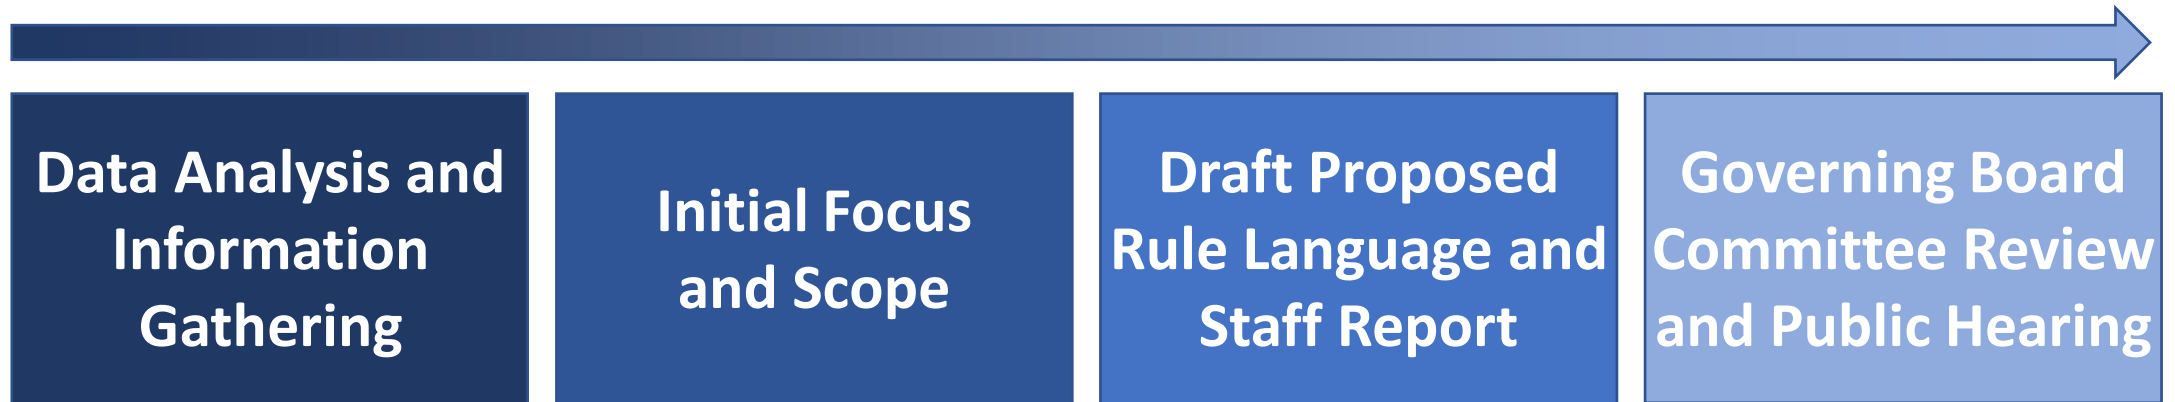 Data Analysis and
Information
Gathering
Initial Focus
and Scope
Draft Proposed
Rule Language and
Staff Report
Governing Board
Committee Review
and Public Hearing